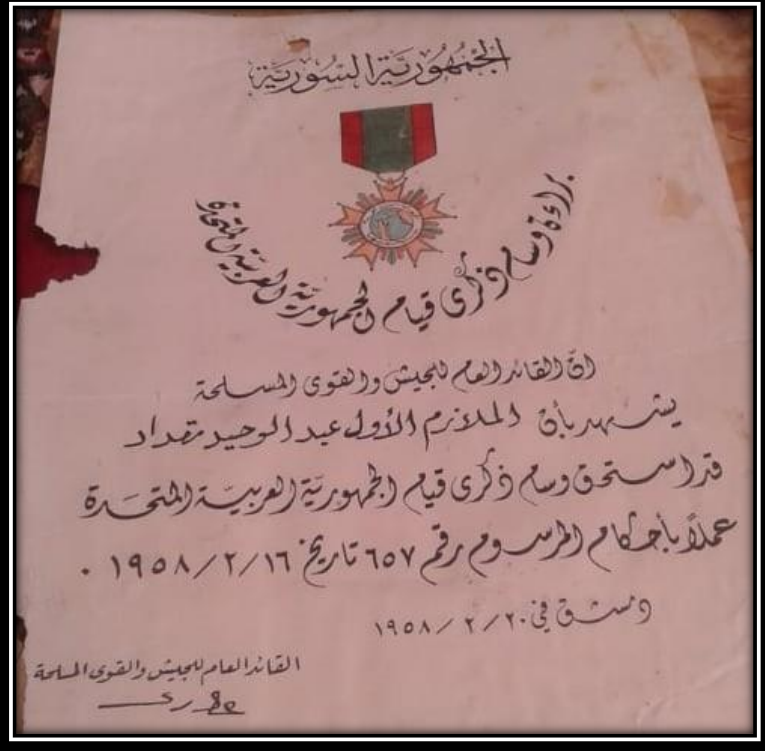 الجمهورية السورية
براءة وسام ذكرى قيام الجمهورية العربية المتحدة
ان القائد العام للجيش والقوى المسلحة
يشهد بأن الملازم الأول عبد الوحيد مقداد
قد استحق وسام ذكرى قيام الجمهورية العربية المتحدة
عملاً بأحكام المرسوم رقم ٦٥٧ تاريخ ١٩٥٨/٢/١٦ .
دمشق في ١٩٥٨/٢/٢٠
القائد العام للجيش والقوى المسلحة